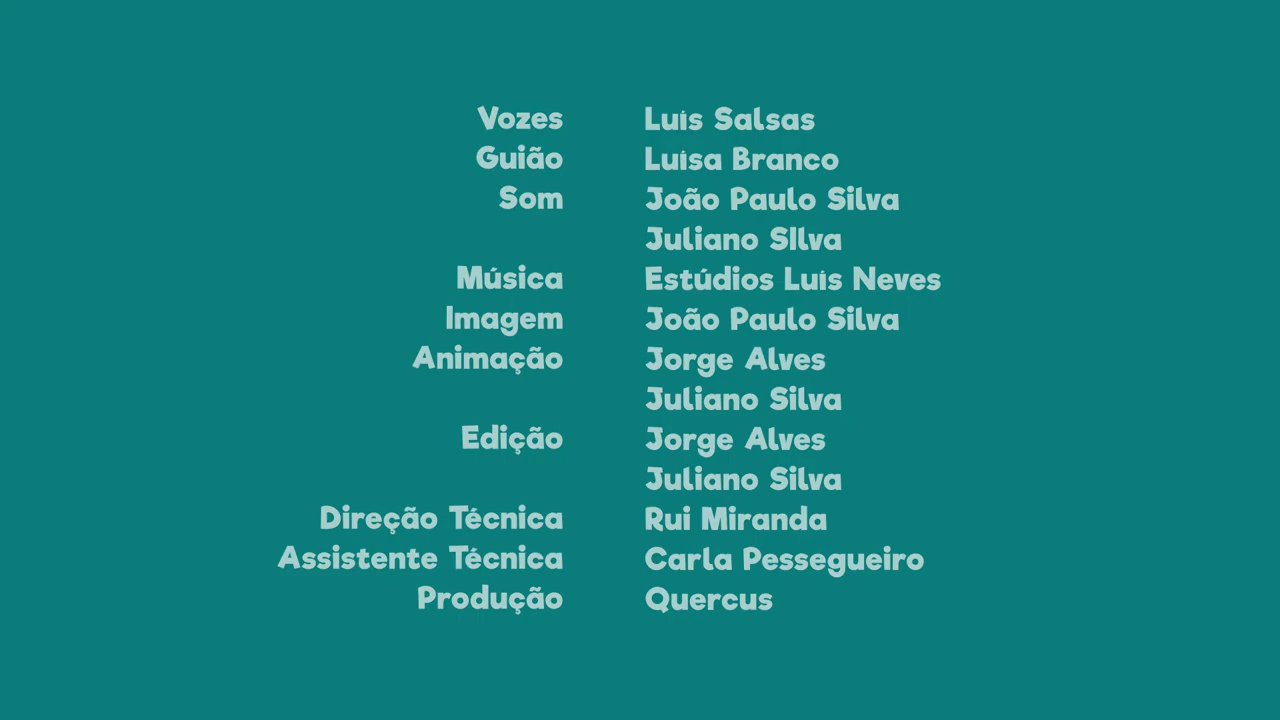 Vozes Luís Salsas
Guião Luísa Branco
Som João Paulo Silva
Juliano SIlva
Música Estúdios Luís Neves
Imagem João Paulo Silva
Animação Jorge Alves
Juliano Silva
Edição Jorge Alves
Juliano Silva
Direção Técnica Rui Miranda
Assistente Técnica Carla Pessegueiro
Produção Quercus